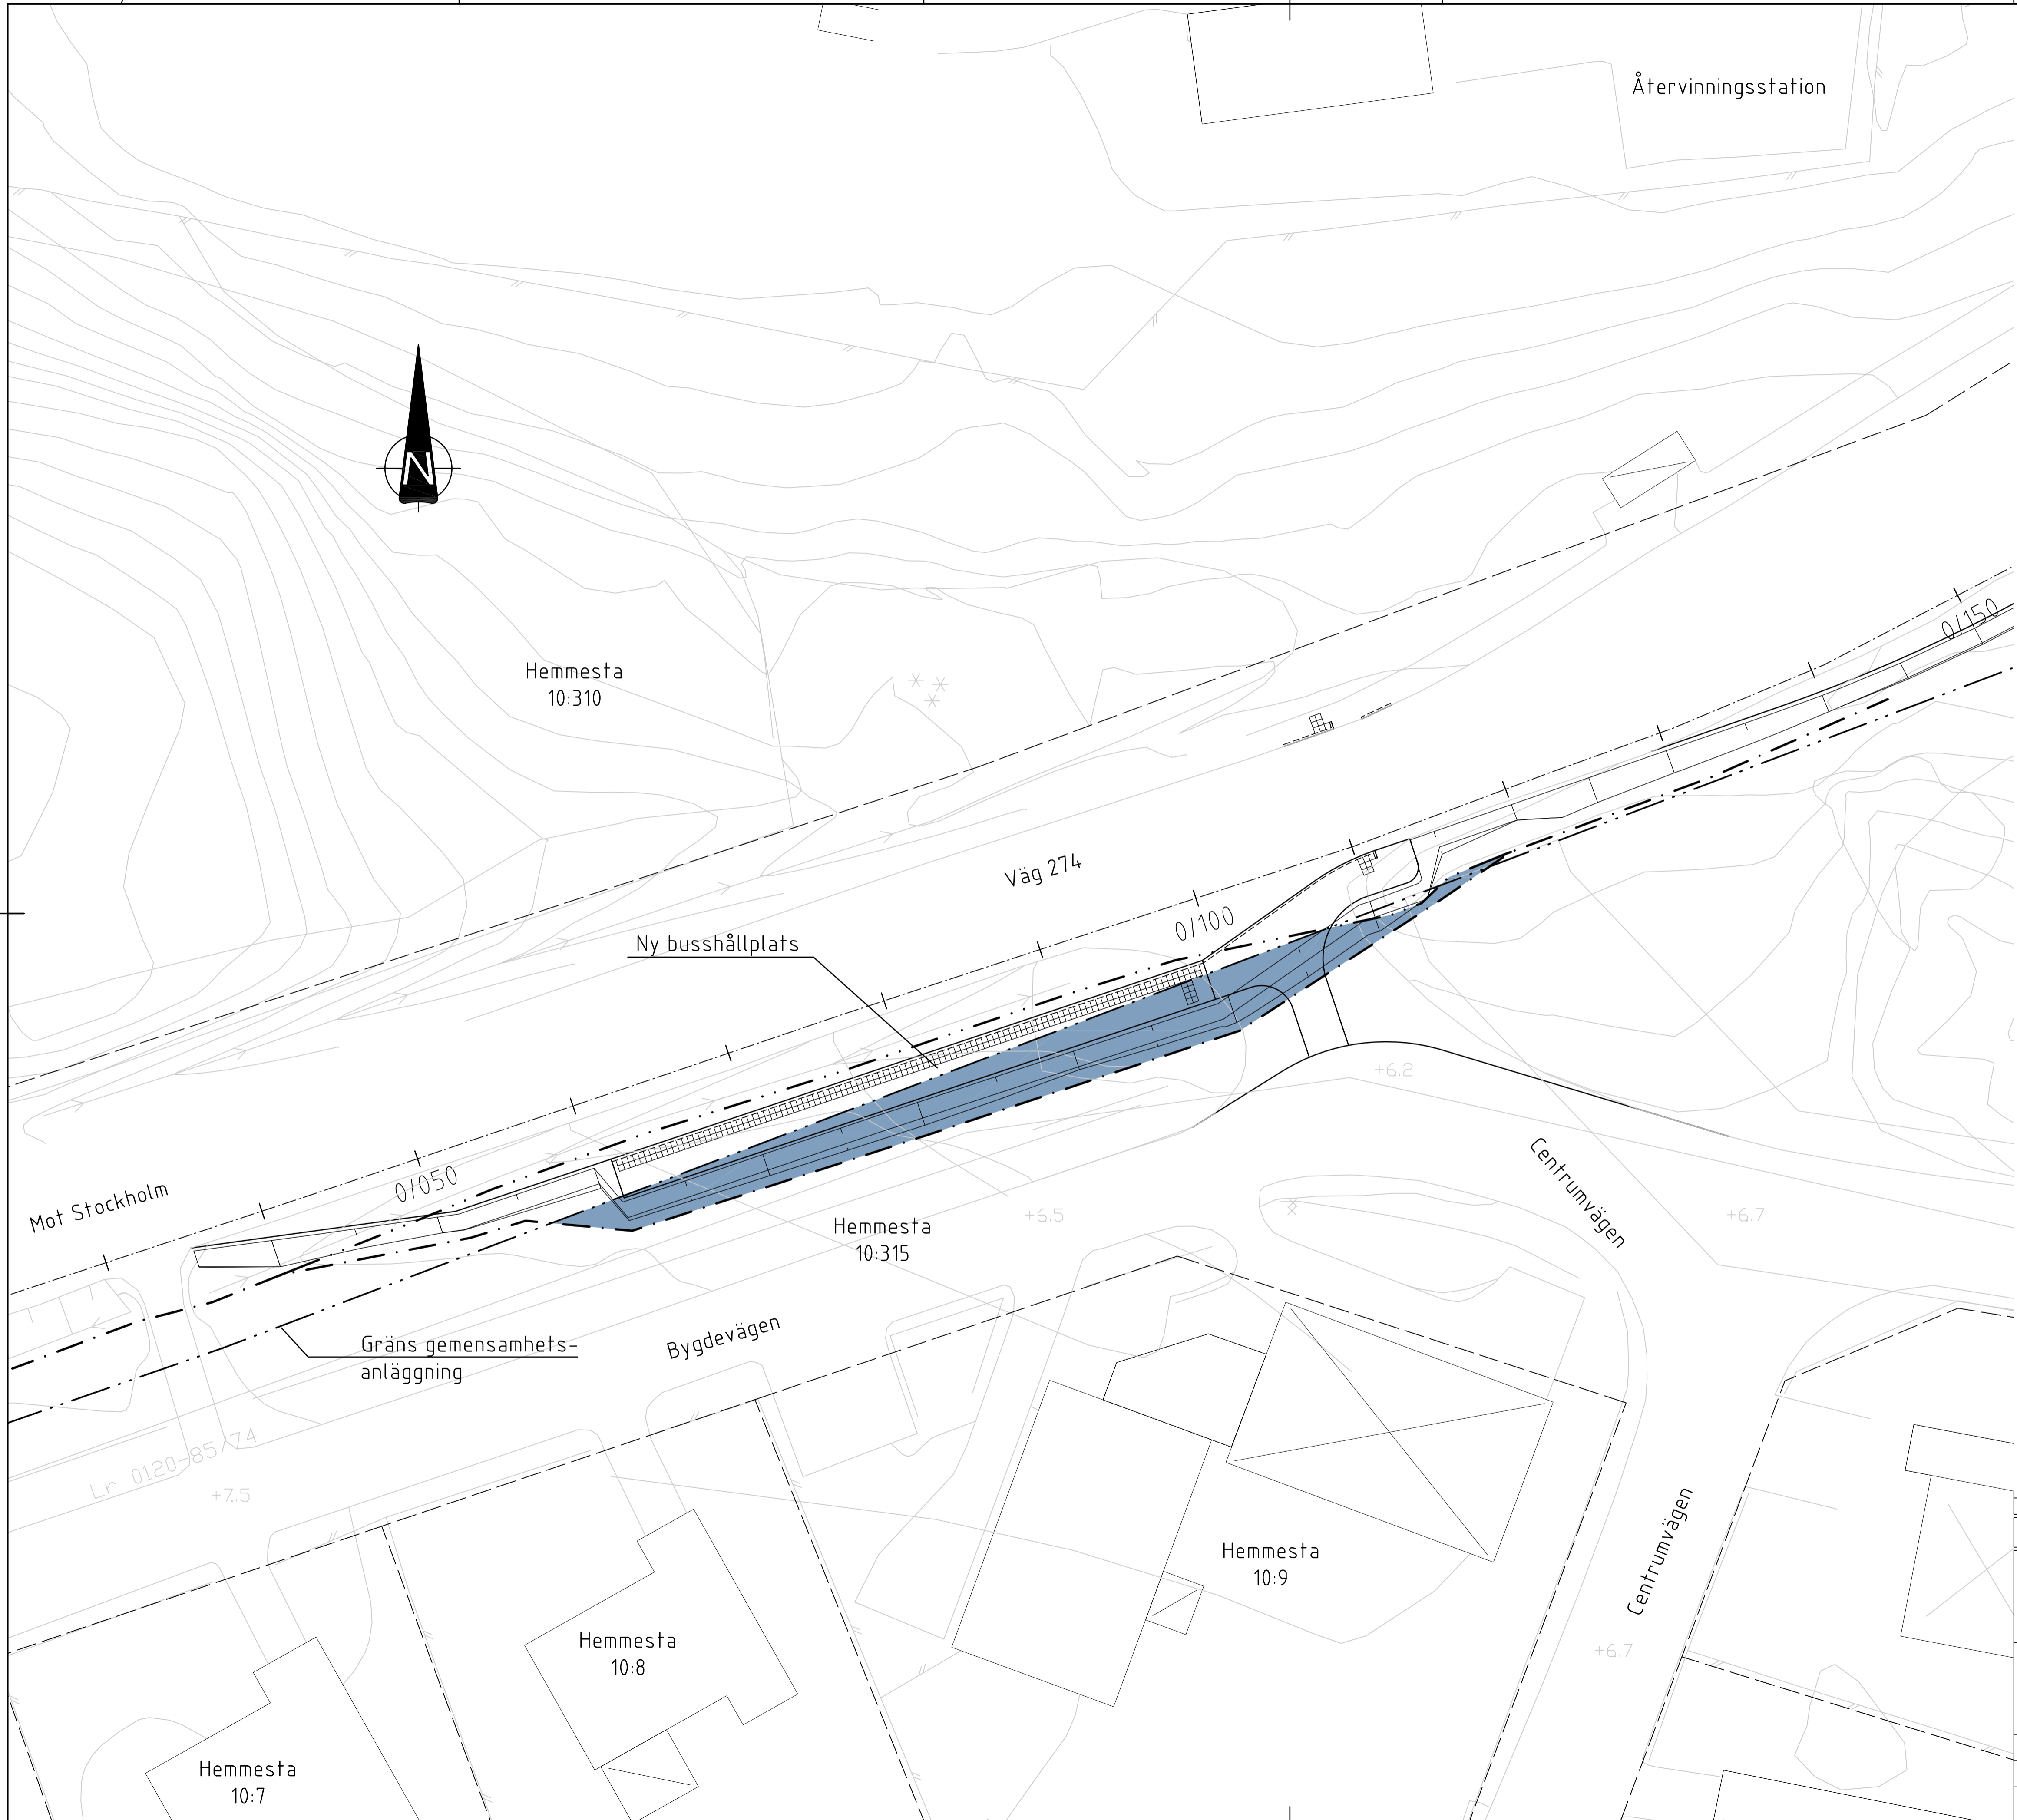 Återvinningsstation
N
Hemmesta
10:310
0/150
Väg 274
0/100
Ny busshållplats
+6.2
0/050
Mot Stockholm
Centrumvägen
+6.5
+6.7
Hemmesta
10:315
Bygdevägen
Gräns gemensamhets-
anläggning
Lr 0120-85/74
+7.5
Centrumvägen
Hemmesta
10:9
Hemmesta
10:8
+6.7
Hemmesta
10:7